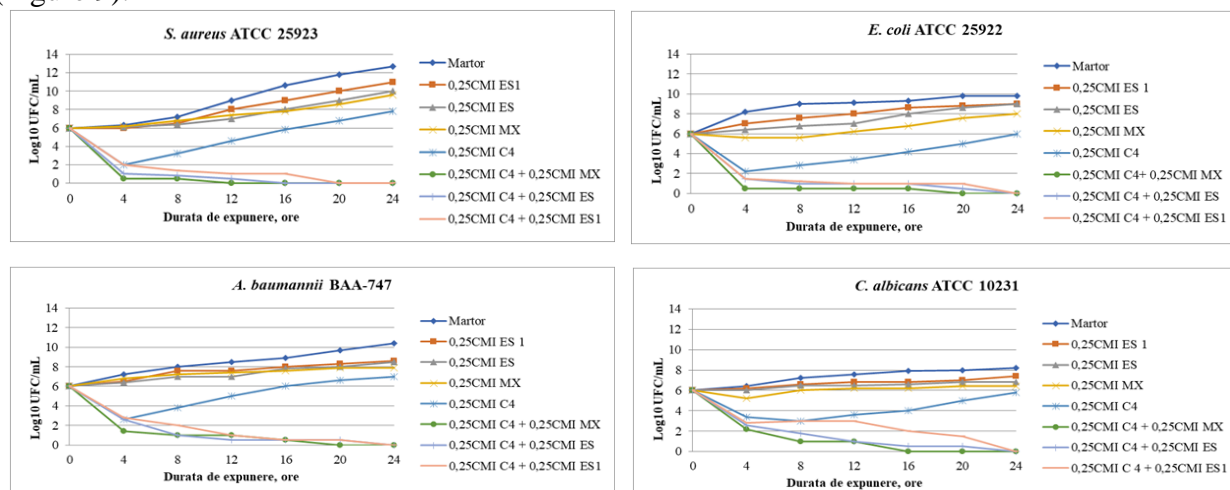 S. aureus ATCC 25923
14
12
10
8
6
4
2
0
Log10 UFC/mL
0 4 8 12 16 20 24
Durata de expunere, ore
Martor
0,25CMI ES1
0,25CMI ES
0,25CMI MX
0,25CMI C4
0,25CMI C4 + 0,25CMI MX
0,25CMI C4 + 0,25CMI ES
0,25CMI C4 + 0,25CMI ES1
E. coli ATCC 25922
14
12
10
8
6
4
2
0
Log10 UFC/mL
0 4 8 12 16 20 24
Durata de expunere, ore
Martor
0,25CMI ES 1
0,25CMI ES
0,25CMI MX
0,25CMI C4
0,25CMI C4+ 0,25CMI MX
0,25CMI C4 + 0,25CMI ES
0,25CMI C4 + 0,25CMI ES1
A. baumannii BAA-747
14
12
10
8
6
4
2
0
Log10 UFC/mL
0 4 8 12 16 20 24
Durata de expunere, ore
Martor
0,25CMI ES 1
0,25CMI ES
0,25CMI MX
0,25CMI C4
0,25CMI C4 + 0,25CMI MX
0,25CMI C4 + 0,25CMI ES
0,25CMI C4 + 0,25CMI ES1
C. albicans ATCC 10231
14
12
10
8
6
4
2
0
Log10 UFC/mL
0 4 8 12 16 20 24
Durata de expunere, ore
Martor
0,25CMI ES 1
0,25CMI ES
0,25CMI MX
0,25CMI C4
0,25CMI C4 + 0,25CMI MX
0,25CMI C4 + 0,25CMI ES
0,25CMI C 4 + 0,25CMI ES1